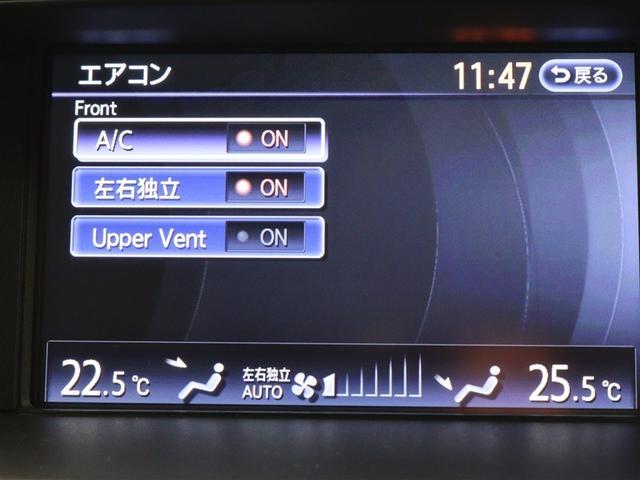 エアコン 11:47 戻る
Front
A/C ON
左右独立 ON
Upper Vent ON
22.5℃ 左右独立 AUTO 25.5℃